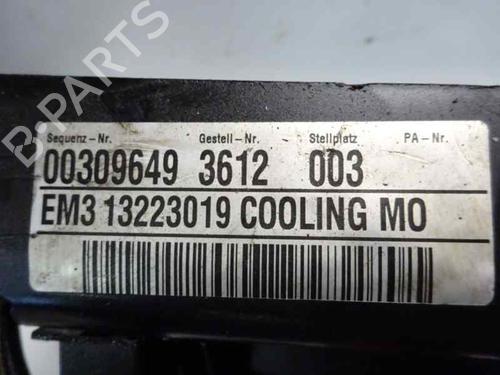 Sequenz-Nr. Gestell-Nr. Stellplatz PA-Nr.
00309649 3612 003
EM3 13223019 COOLING MO
B-PARTS